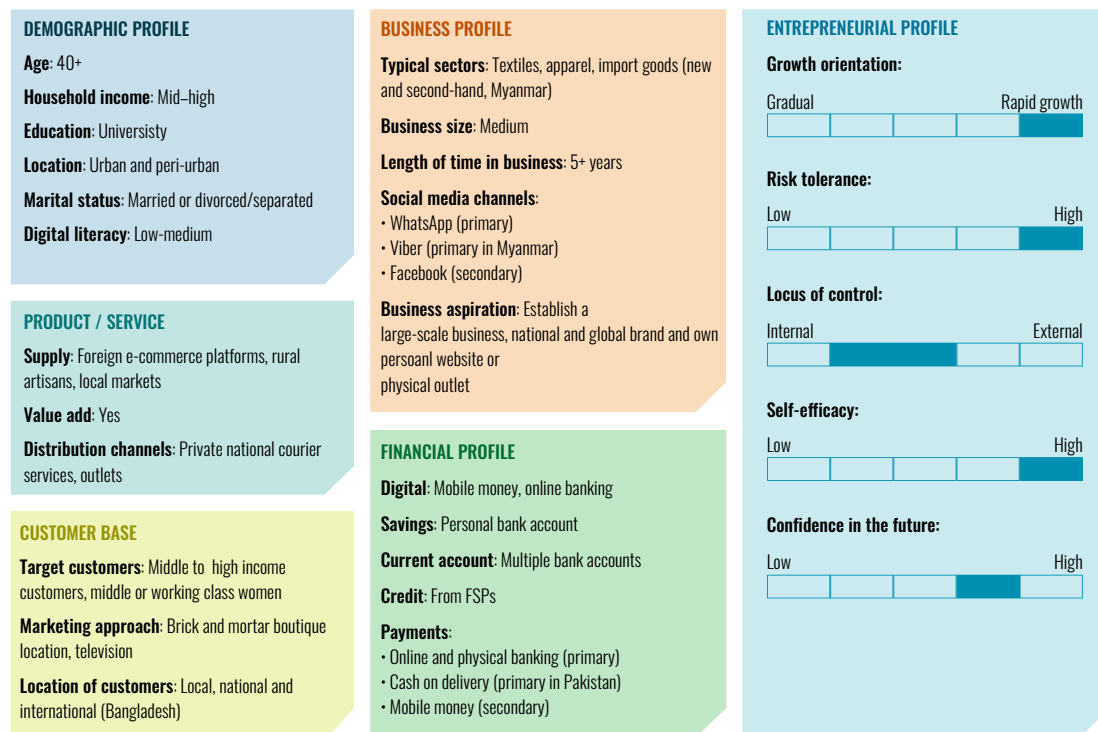 DEMOGRAPHIC PROFILE
Age: 40+
Household income: Mid–high
Education: Universisty
Location: Urban and peri-urban
Marital status: Married or divorced/separated
Digital literacy: Low-medium
PRODUCT / SERVICE
Supply: Foreign e-commerce platforms, rural
artisans, local markets
Value add: Yes
Distribution channels: Private national courier
services, outlets
CUSTOMER BASE
Target customers: Middle to  high income
customers, middle or working class women
Marketing approach: Brick and mortar boutique
location, television
Location of customers: Local, national and
international (Bangladesh)
BUSINESS PROFILE
Typical sectors: Textiles, apparel, import goods (new
and second-hand, Myanmar)
Business size: Medium
Length of time in business: 5+ years
Social media channels:
• WhatsApp (primary)
• Viber (primary in Myanmar)
• Facebook (secondary)
Business aspiration: Establish a
large-scale business, national and global brand and own
persoanl website or
physical outlet
FINANCIAL PROFILE
Digital: Mobile money, online banking
Savings: Personal bank account
Current account: Multiple bank accounts
Credit: From FSPs
Payments:
• Online and physical banking (primary)
• Cash on delivery (primary in Pakistan)
• Mobile money (secondary)
ENTREPRENEURIAL PROFILE
Growth orientation:
Gradual Rapid growth
Risk tolerance:
Low High
Locus of control:
Internal External
Self-efficacy:
Low High
Confidence in the future:
Low High